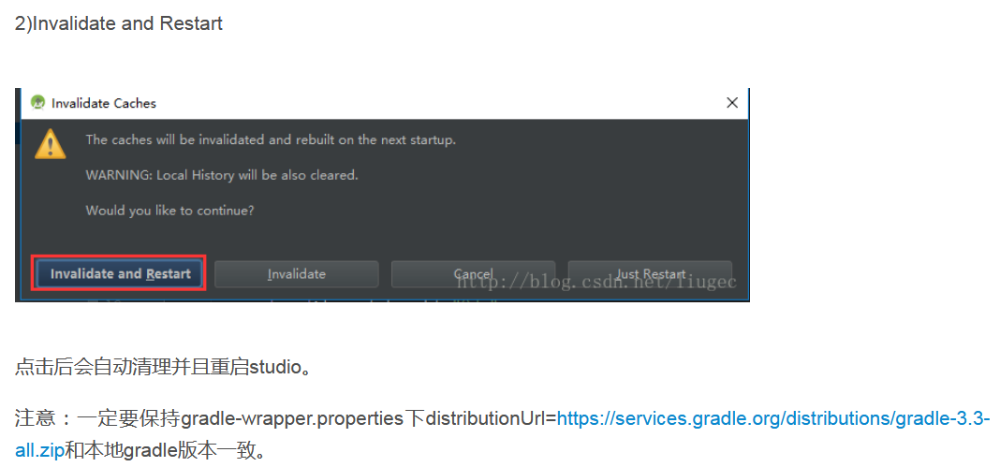 2)Invalidate and Restart
Invalidate Caches
The caches will be invalidated and rebuilt on the next startup.
WARNING: Local History will be also cleared.
Would you like to continue?
Invalidate and Restart Invalidate Cancel Just Restart
http://blog.csdn.net/liugec
点击后会自动清理并且重启studio。
注意：一定要保持gradle-wrapper.properties下distributionUrl=https://services.gradle.org/distributions/gradle-3.3-
all.zip和本地gradle版本一致。